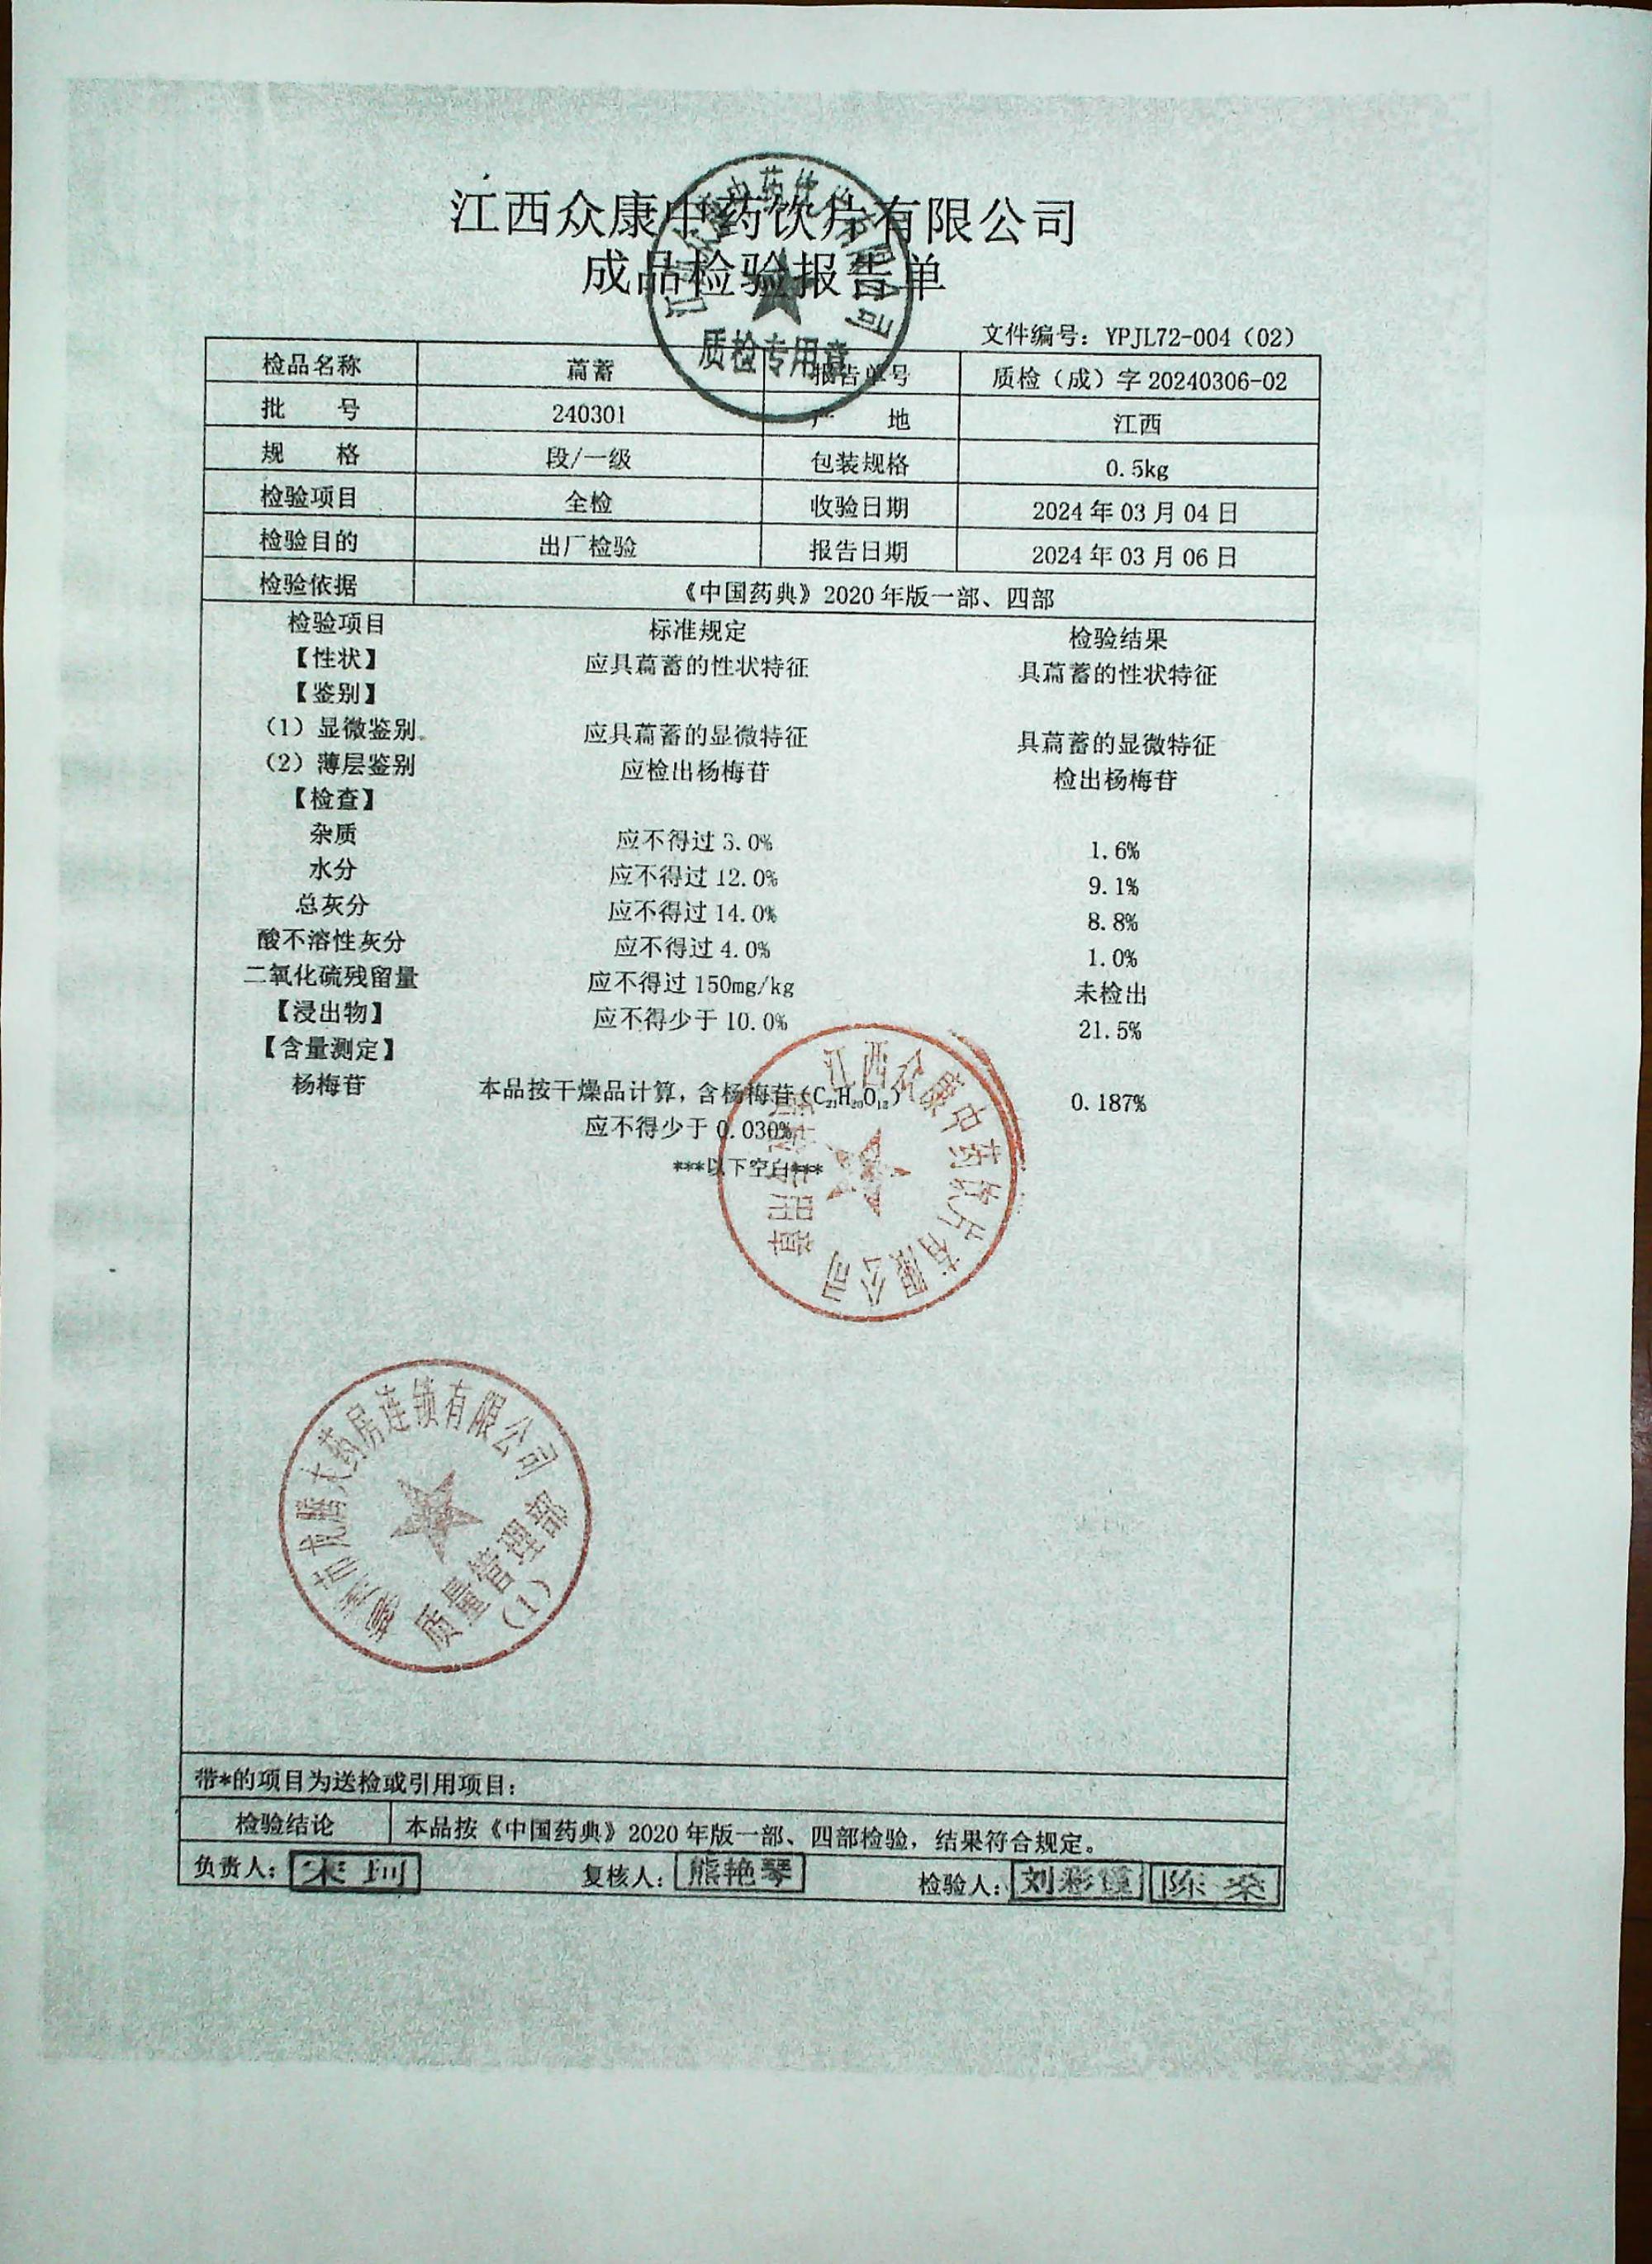 江西众康中药饮片有限公司
成品检验报告单
质检专用章
文件编号：YPJL72-004（02）
检品名称 萹蓄 报告单号 质检（成）字 20240306-02
批 号 240301 产 地 江西
规 格 段/一级 包装规格 0.5kg
检验项目 全检 收验日期 2024 年 03 月 04 日
检验目的 出厂检验 报告日期 2024 年 03 月 06 日
检验依据 《中国药典》2020 年版一部、四部
检验项目 标准规定 检验结果
【性状】 应具萹蓄的性状特征 具萹蓄的性状特征
【鉴别】
（1）显微鉴别 应具萹蓄的显微特征 具萹蓄的显微特征
（2）薄层鉴别 应检出杨梅苷 检出杨梅苷
【检查】
杂质 应不得过 3.0% 1.6%
水分 应不得过 12.0% 9.1%
总灰分 应不得过 14.0% 8.8%
酸不溶性灰分 应不得过 4.0% 1.0%
二氧化硫残留量 应不得过 150mg/kg 未检出
【浸出物】 应不得少于 10.0% 21.5%
【含量测定】
杨梅苷 本品按干燥品计算，含杨梅苷（C₂₁H₂₀O₁₂） 0.187%
应不得少于 0.030%
***以下空白***
江西众康中药饮片有限公司
专用章
大药房连锁有限公司
质量管理部
（1）
带*的项目为送检或引用项目：
检验结论 本品按《中国药典》2020 年版一部、四部检验，结果符合规定。
负责人： 宋珂 复核人： 熊艳琴 检验人： 刘彩 陈燊